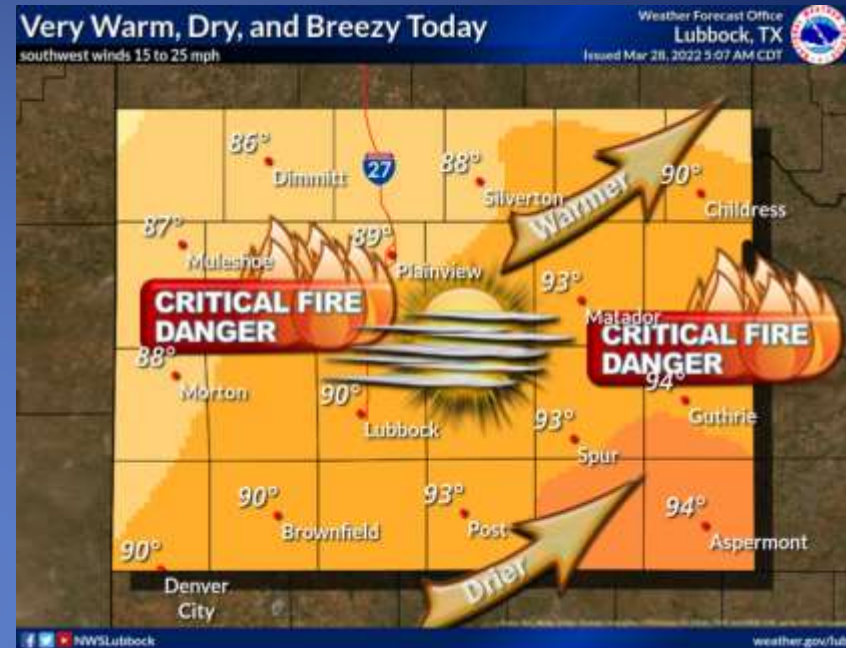 Very Warm, Dry, and Breezy Today
southwest winds 15 to 25 mph
Weather Forecast Office
Lubbock, TX
Issued Mar 28, 2022 5:07 AM CDT
86°
Dimmitt
27
88°
Silverton
Warmer
90°
Childress
87°
Muleshoe
89°
Plainview
93°
Matador
CRITICAL FIRE
DANGER
CRITICAL FIRE
DANGER
88°
Morton
90°
Lubbock
94°
Guthrie
93°
Spur
90°
Brownfield
93°
Post
94°
Aspermont
90°
Denver
City
Drier
NWSLubbock
weather.gov/lub